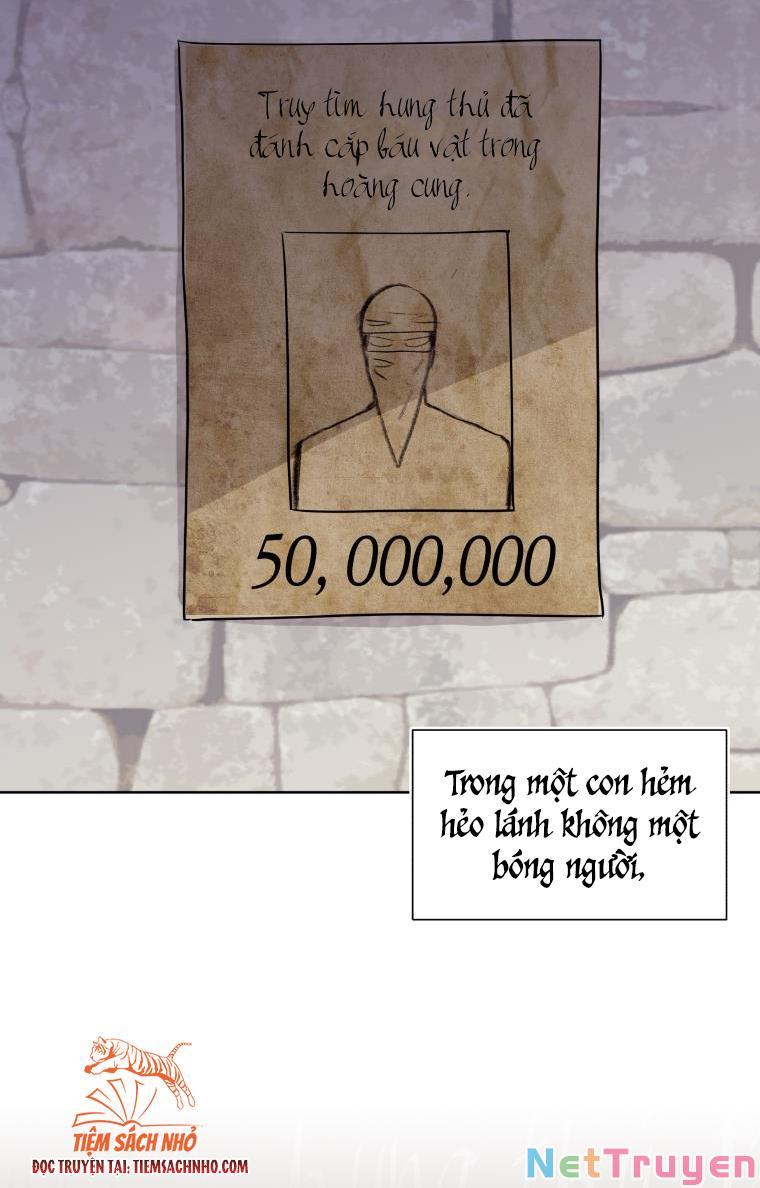 Truy tìm hung thủ đã
đánh cắp báu vật trong
hoàng cung.
50, 000,000
Trong một con hẻm
hẻo lánh không một
bóng người,
TIỆM SÁCH NHỎ
ĐỌC TRUYỆN TẠI: TIEMSACHNHO.COM
NetTruyen